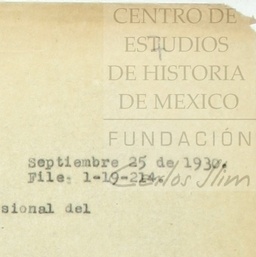 CENTRO DE
ESTUDIOS
DE HISTORIA
DE MEXICO
FUNDACIÓN
Carlos Slim
Septiembre 25 de 1930.
File. 1-19-214.
sional del